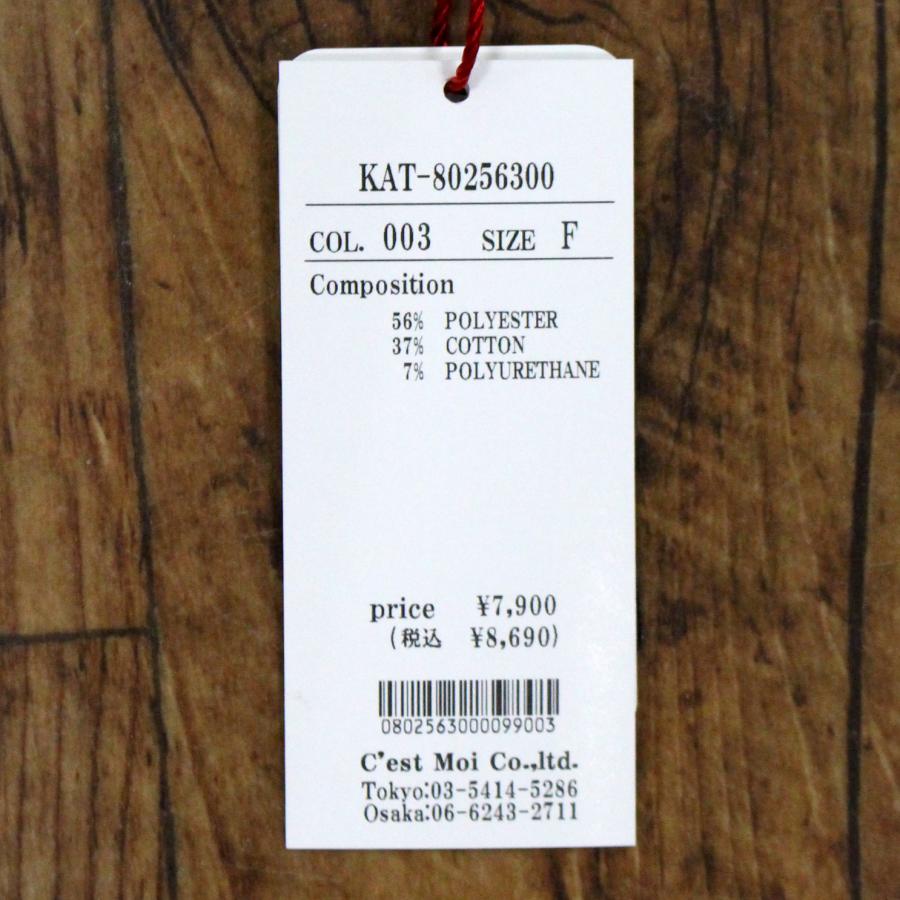 KAT-80256300
COL. 003 SIZE F
Composition
56% POLYESTER
37% COTTON
7% POLYURETHANE
price ¥7,900
(税込 ¥8,690)
0802563000099003
C'est Moi Co.,ltd.
Tokyo:03-5414-5286
Osaka:06-6243-2711